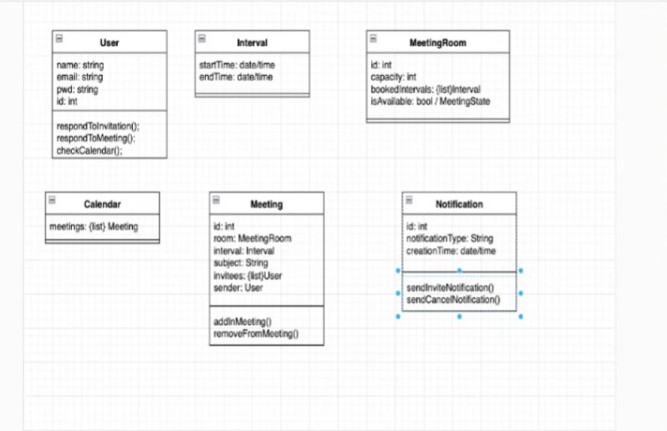 User
name: string
email: string
pwd: string
id: int
respondToInvitation();
respondToMeeting();
checkCalendar();
Interval
startTime: date/time
endTime: date/time
MeetingRoom
id: int
capacity: int
bookedIntervals: {list}Interval
isAvailable: bool / MeetingState
Calendar
meetings: {list} Meeting
Meeting
id: int
room: MeetingRoom
interval: Interval
subject: String
invitees: {list}User
sender: User
addInMeeting()
removeFromMeeting()
Notification
id: int
notificationType: String
creationTime: date/time
sendInviteNotification()
sendCancelNotification()